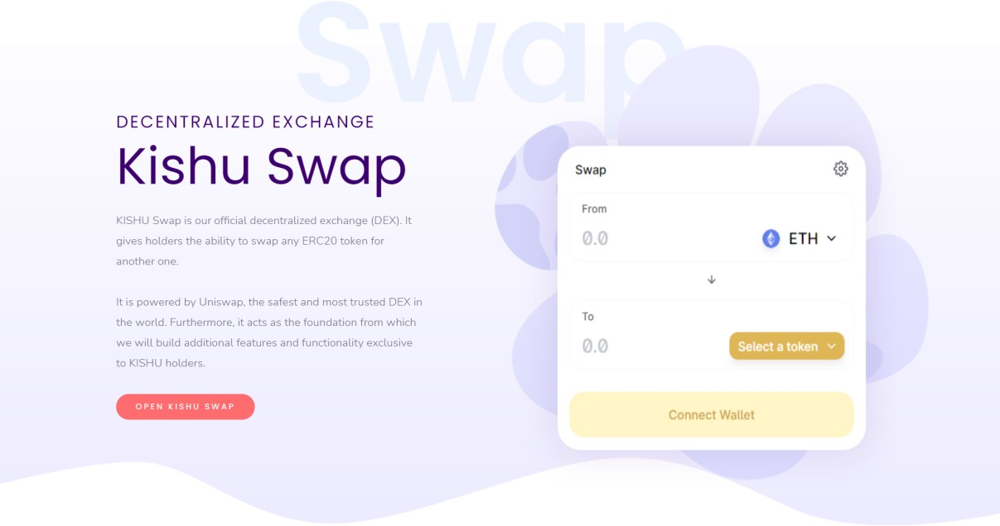 Swap
DECENTRALIZED EXCHANGE
Kishu Swap
KISHU Swap is our official decentralized exchange (DEX). It
gives holders the ability to swap any ERC20 token for
another one.
It is powered by Uniswap, the safest and most trusted DEX in
the world. Furthermore, it acts as the foundation from which
we will build additional features and functionality exclusive
to KISHU holders.
OPEN KISHU SWAP
Swap
From
0.0
ETH
To
0.0
Select a token
Connect Wallet